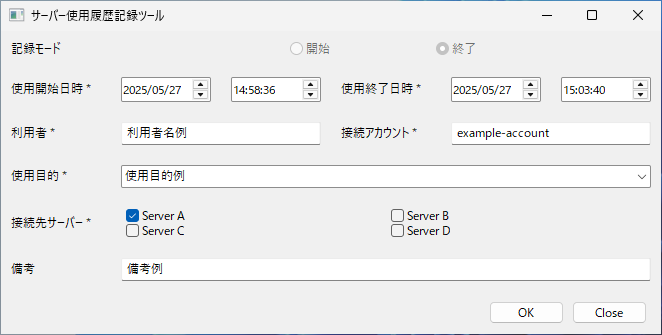 サーバー使用履歴記録ツール
記録モード 開始 終了
使用開始日時 * 2025/05/27 14:58:36 使用終了日時 * 2025/05/27 15:03:40
利用者 * 利用者名例 接続アカウント * example-account
使用目的 * 使用目的例
接続先サーバー * Server A Server B
Server C Server D
備考 備考例
OK Close